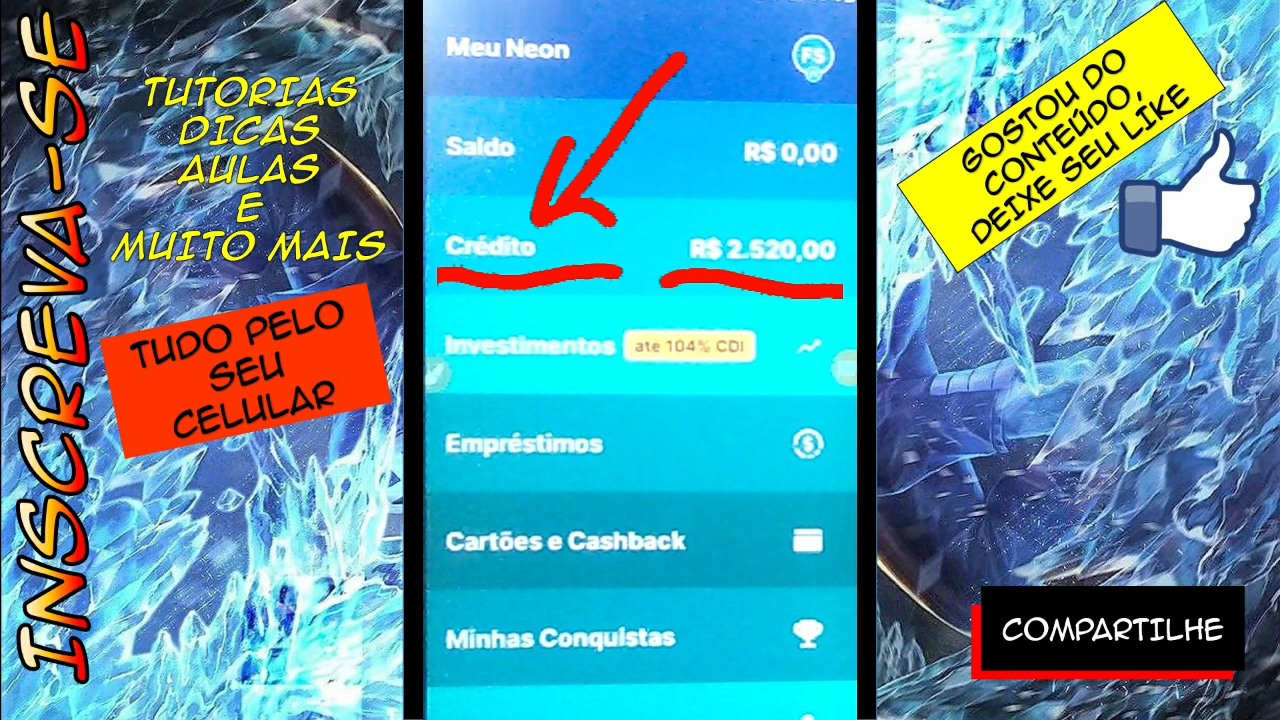 INSCREVA-SE
TUTORIAS
DICAS
AULAS
E
MUITO MAIS
TUDO PELO
SEU
CELULAR
Meu Neon
FS
Saldo
R$ 0,00
Crédito
R$ 2.520,00
Investimentos
ate 104% CDI
Empréstimos
Cartões e Cashback
Minhas Conquistas
GOSTOU DO
CONTEÚDO,
DEIXE SEU LIKE
COMPARTILHE